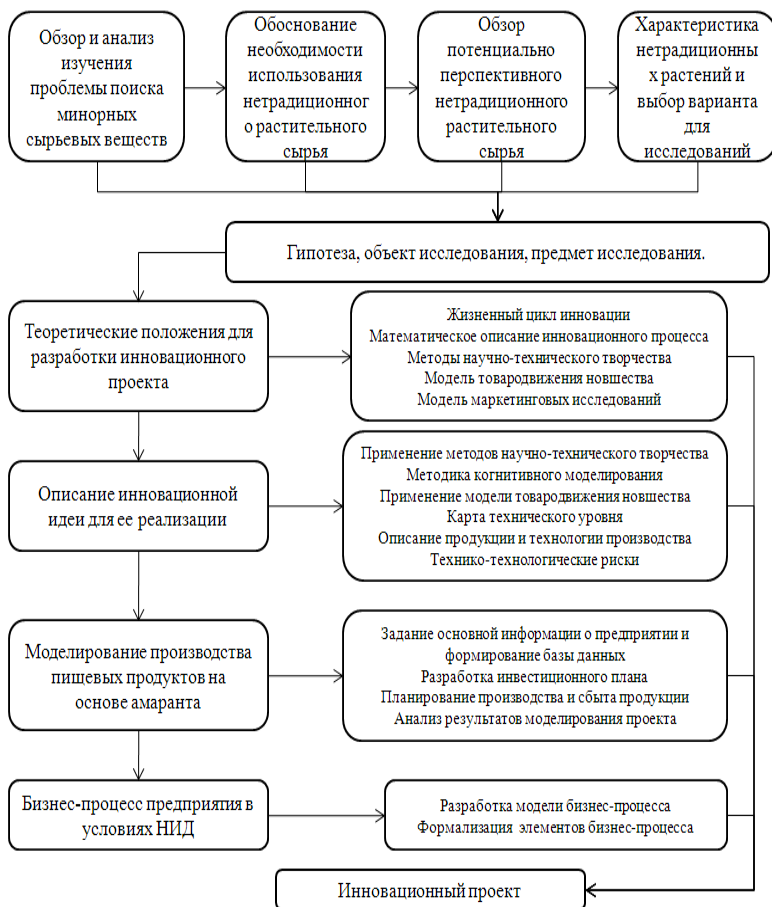 Обзор и анализ
изучения
проблемы поиска
минорных
сырьевых веществ
Обоснование
необходимости
использования
нетрадиционног
о растительного
сырья
Обзор
потенциально
перспективного
нетрадиционного
растительного
сырья
Характеристика
нетрадиционны
х растений и
выбор варианта
для
исследований
Гипотеза, объект исследования, предмет исследования.
Теоретические положения для
разработки инновационного
проекта
Жизненный цикл инновации
Математическое описание инновационного процесса
Методы научно-технического творчества
Модель товародвижения новшества
Модель маркетинговых исследований
Описание инновационной
идеи для ее реализации
Применение методов научно-технического творчества
Методика когнитивного моделирования
Применение модели товародвижения новшества
Карта технического уровня
Описание продукции и технологии производства
Технико-технологические риски
Моделирование производства
пищевых продуктов на
основе амаранта
Задание основной информации о предприятии и
формирование базы данных
Разработка инвестиционного плана
Планирование производства и сбыта продукции
Анализ результатов моделирования проекта
Бизнес-процесс предприятия в
условиях НИД
Разработка модели бизнес-процесса
Формализация элементов бизнес-процесса
Инновационный проект